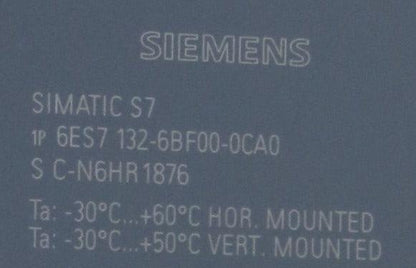 SIEMENS
SIMATIC S7
1P 6ES7 132-6BF00-0CA0
S C-N6HR1876
Ta: -30°C...+60°C HOR. MOUNTED
Ta: -30°C...+50°C VERT. MOUNTED